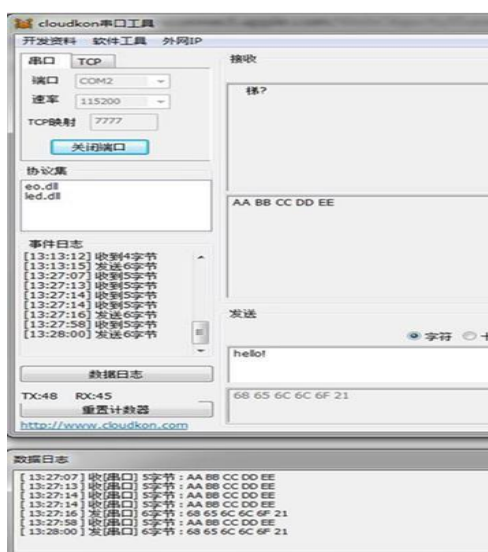 cloudkon串口工具
开发资料 软件工具 外网IP
串口 TCP
端口 COM2
速率 115200
TCP映射 7777
关闭端口
协议集
eo.dll
led.dll
事件日志
[13:13:12] 收到4字节
[13:13:15] 发送6字节
[13:27:07] 收到5字节
[13:27:13] 收到5字节
[13:27:14] 收到5字节
[13:27:14] 收到5字节
[13:27:16] 发送6字节
[13:27:58] 收到5字节
[13:28:00] 发送6字节
数据日志
TX:48 RX:45
重置计数器
http://www.cloudkon.com
接收
?
AA BB CC DD EE
发送
字符
hello!
68 65 6C 6C 6F 21
数据日志
[ 13:27:07 ] 收[串口] 5字节 : AA BB CC DD EE
[ 13:27:13 ] 收[串口] 5字节 : AA BB CC DD EE
[ 13:27:14 ] 收[串口] 5字节 : AA BB CC DD EE
[ 13:27:14 ] 收[串口] 5字节 : AA BB CC DD EE
[ 13:27:16 ] 发[串口] 6字节 : 68 65 6C 6C 6F 21
[ 13:27:58 ] 收[串口] 5字节 : AA BB CC DD EE
[ 13:28:00 ] 发[串口] 6字节 : 68 65 6C 6C 6F 21